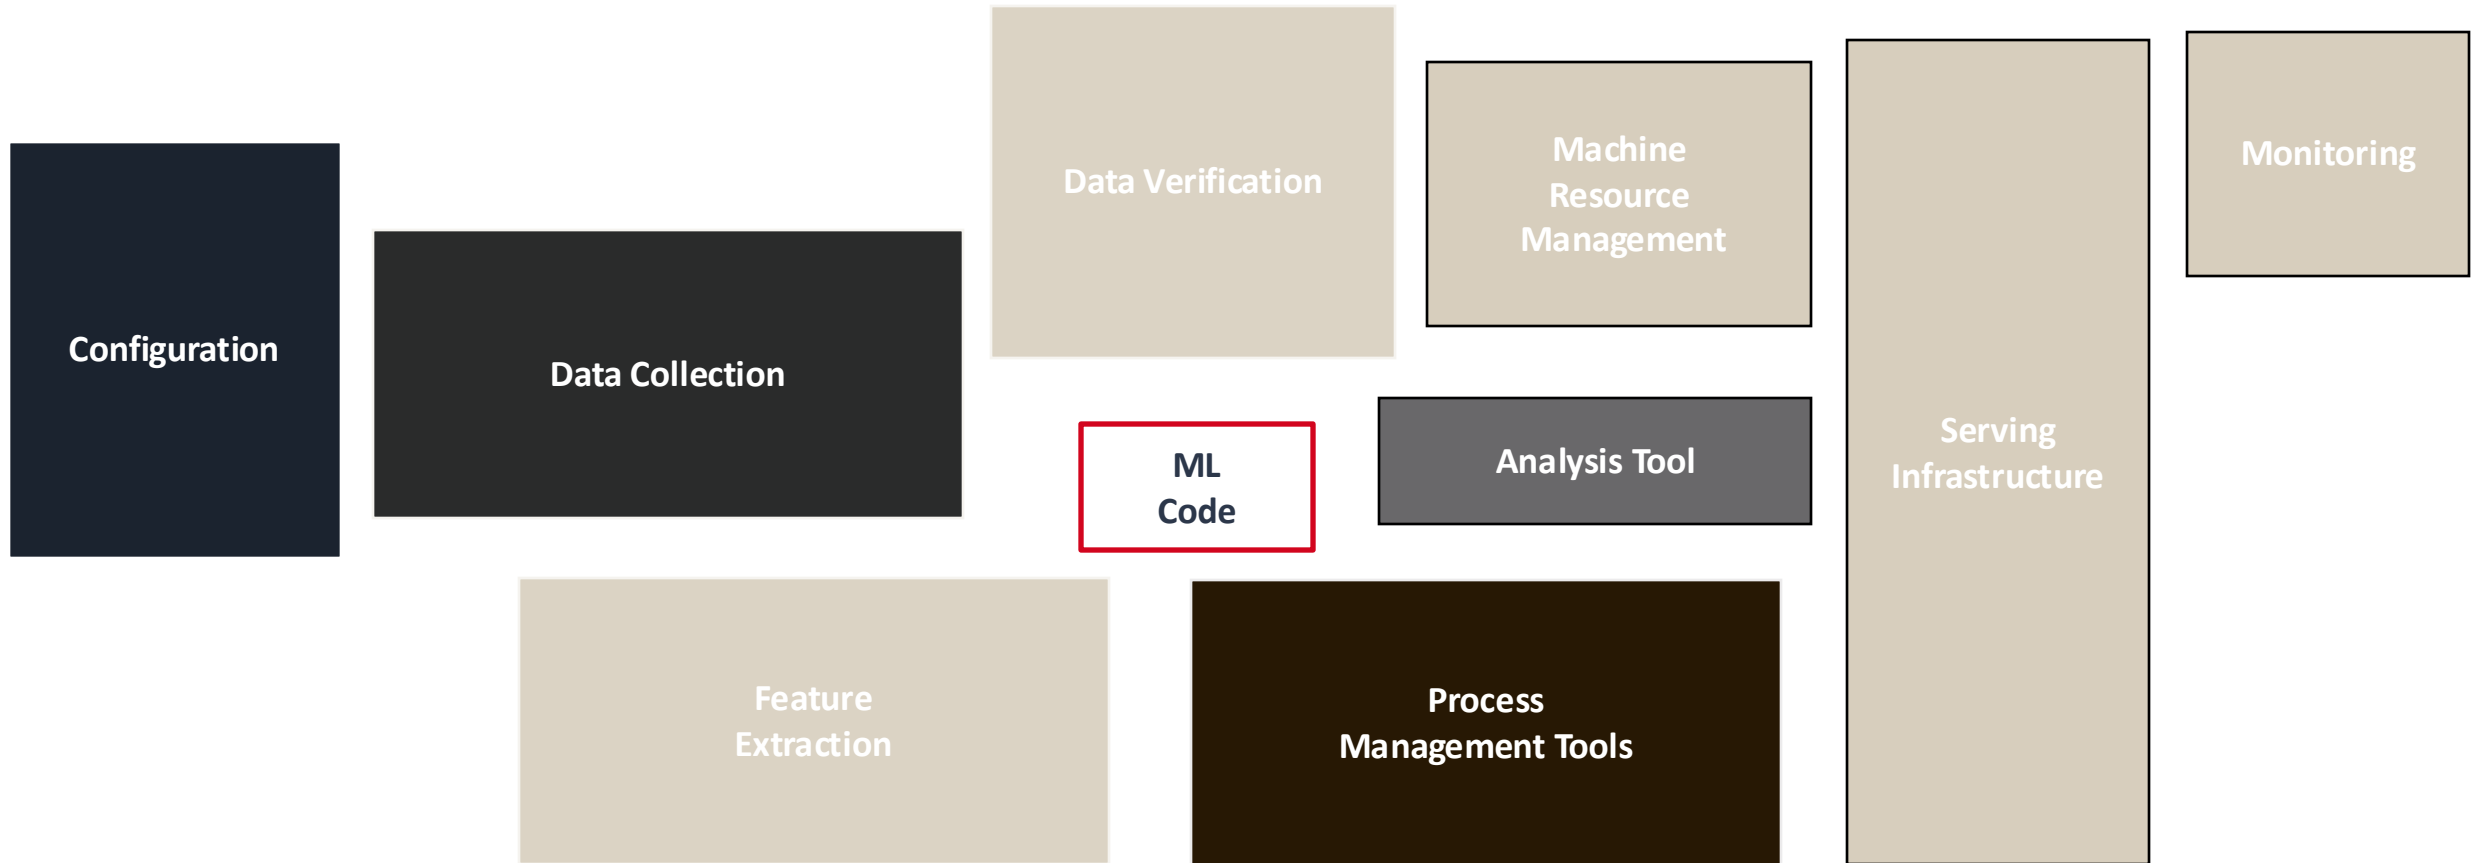 Configuration
Data Collection
Data Verification
Machine
Resource
Management
Monitoring
ML
Code
Analysis Tool
Serving
Infrastructure
Feature
Extraction
Process
Management Tools